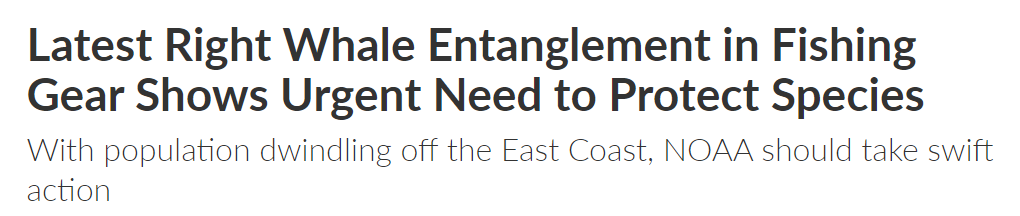 Latest Right Whale Entanglement in Fishing
Gear Shows Urgent Need to Protect Species
With population dwindling off the East Coast, NOAA should take swift
action